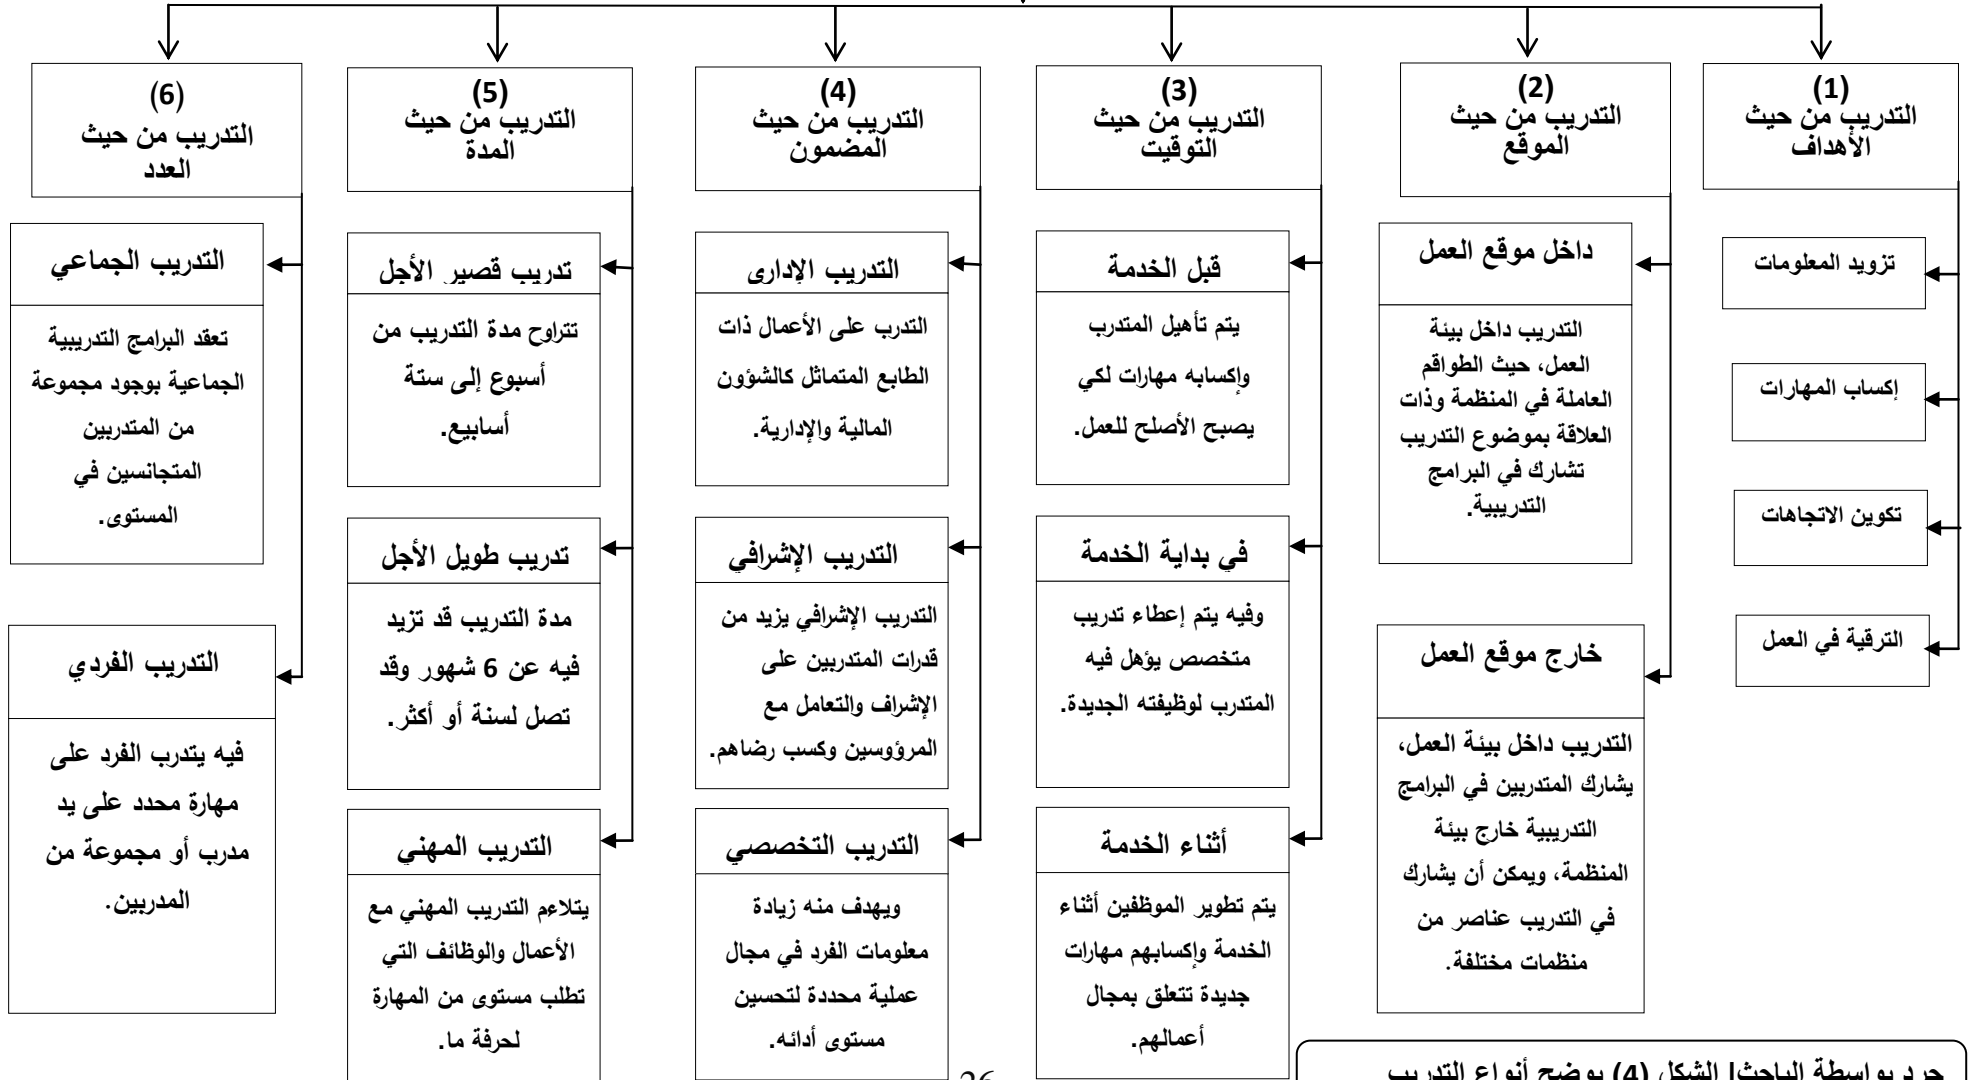 (1)
التدريب من حيث
الأهداف
تزويد المعلومات
إكساب المهارات
تكوين الاتجاهات
الترقية في العمل
(2)
التدريب من حيث
الموقع
داخل موقع العمل
التدريب داخل بيئة
العمل، حيث الطواقم
العاملة في المنظمة وذات
العلاقة بموضوع التدريب
تشارك في البرامج
التدريبية.
خارج موقع العمل
التدريب داخل بيئة العمل،
يشارك المتدربين في البرامج
التدريبية خارج بيئة
المنظمة، ويمكن أن يشارك
في التدريب عناصر من
منظمات مختلفة.
(3)
التدريب من حيث
التوقيت
قبل الخدمة
يتم تأهيل المتدرب
وإكسابه مهارات لكي
يصبح الأصلح للعمل.
في بداية الخدمة
وفيه يتم إعطاء تدريب
متخصص يؤهل فيه
المتدرب لوظيفته الجديدة.
أثناء الخدمة
يتم تطوير الموظفين أثناء
الخدمة وإكسابهم مهارات
جديدة تتعلق بمجال
أعمالهم.
(4)
التدريب من حيث
المضمون
التدريب الإدارى
التدرب على الأعمال ذات
الطابع المتماثل كالشؤون
المالية والإدارية.
التدريب الإشرافي
التدريب الإشرافي يزيد من
قدرات المتدربين على
الإشراف والتعامل مع
المرؤوسين وكسب رضاهم.
التدريب التخصصي
ويهدف منه زيادة
معلومات الفرد في مجال
عملية محددة لتحسين
مستوى أدائه.
(5)
التدريب من حيث
المدة
تدريب قصير الأجل
تتراوح مدة التدريب من
أسبوع إلى ستة
أسابيع.
تدريب طويل الأجل
مدة التدريب قد تزيد
فيه عن 6 شهور وقد
تصل لسنة أو أكثر.
التدريب المهني
يتلاءم التدريب المهني مع
الأعمال والوظائف التي
تطلب مستوى من المهارة
لحرفة ما.
(6)
التدريب من حيث
العدد
التدريب الجماعي
تعقد البرامج التدريبية
الجماعية بوجود مجموعة
من المتدربين
المتجانسين في
المستوى.
التدريب الفردي
فيه يتدرب الفرد على
مهارة محدد على يد
مدرب أو مجموعة من
المدربين.
جرد بواسطة الباحث| الشكل (4) يوضح أنواع التدريب